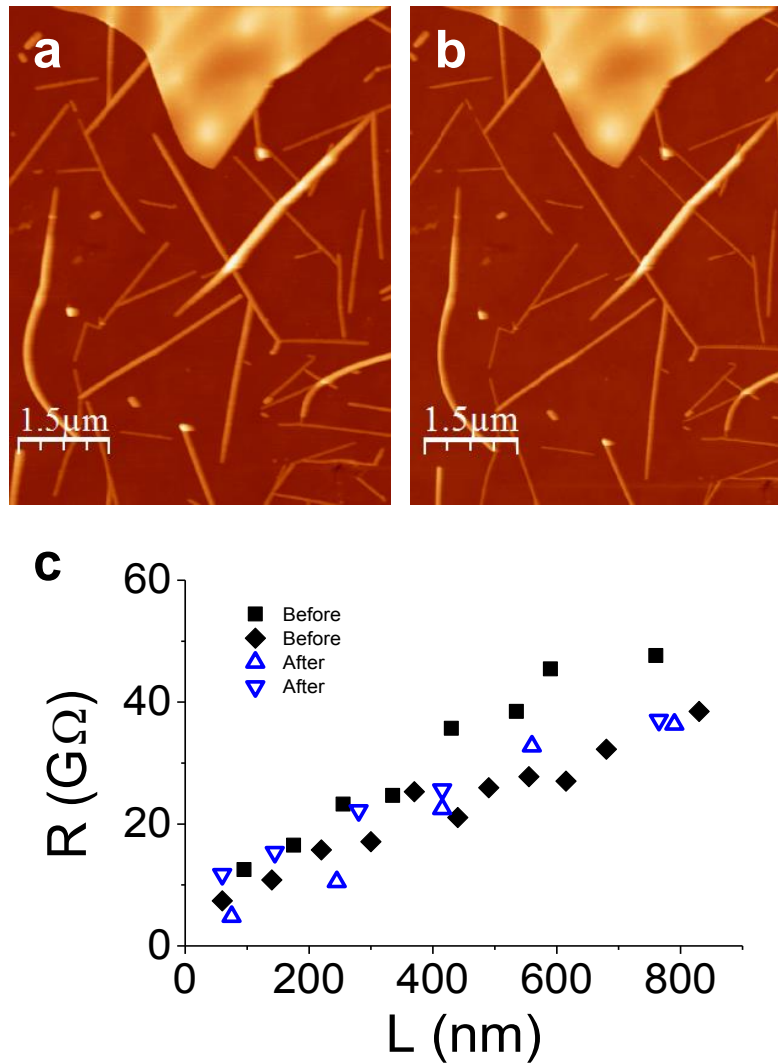 a
b
1.5µm
1.5µm
c
60
40
20
0
R (GΩ)
Before
Before
After
After
0 200 400 600 800
L (nm)